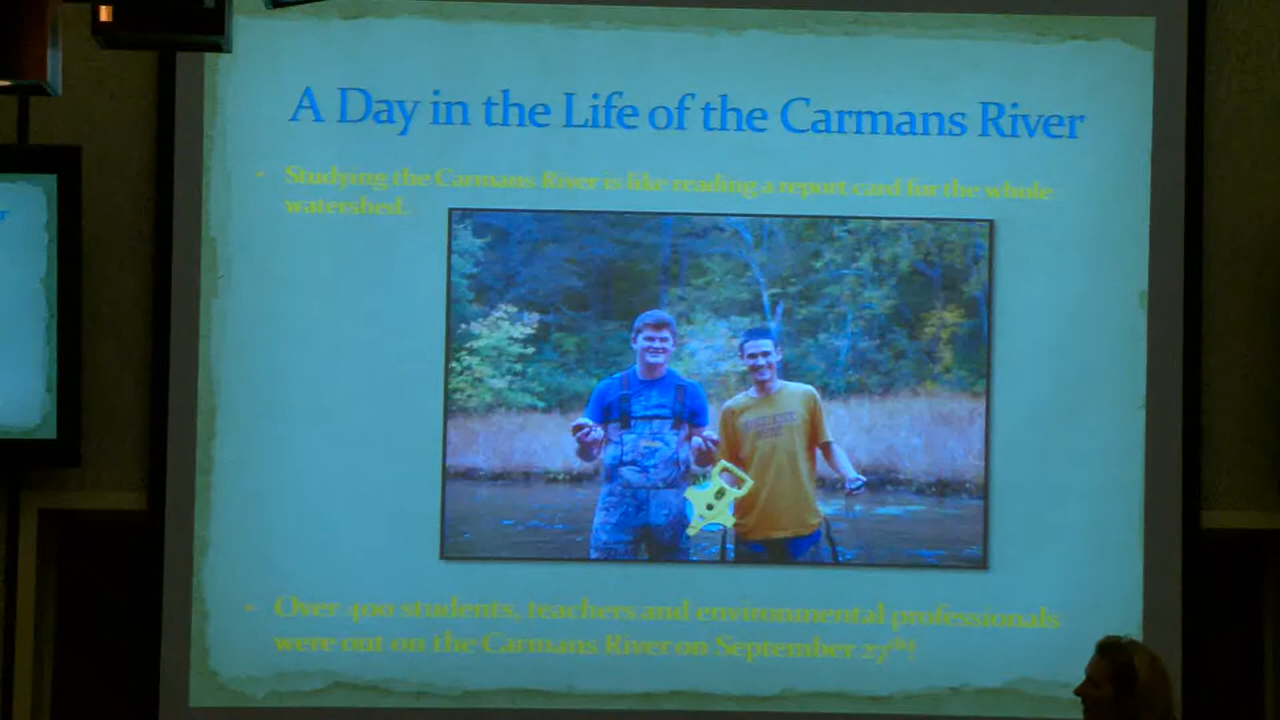 A Day in the Life of the Carmans River
• Studying the Carmans River is like reading a report card for the whole
watershed.
• Over 400 students, teachers and environmental professionals
were out on the Carmans River on September 27th!
r